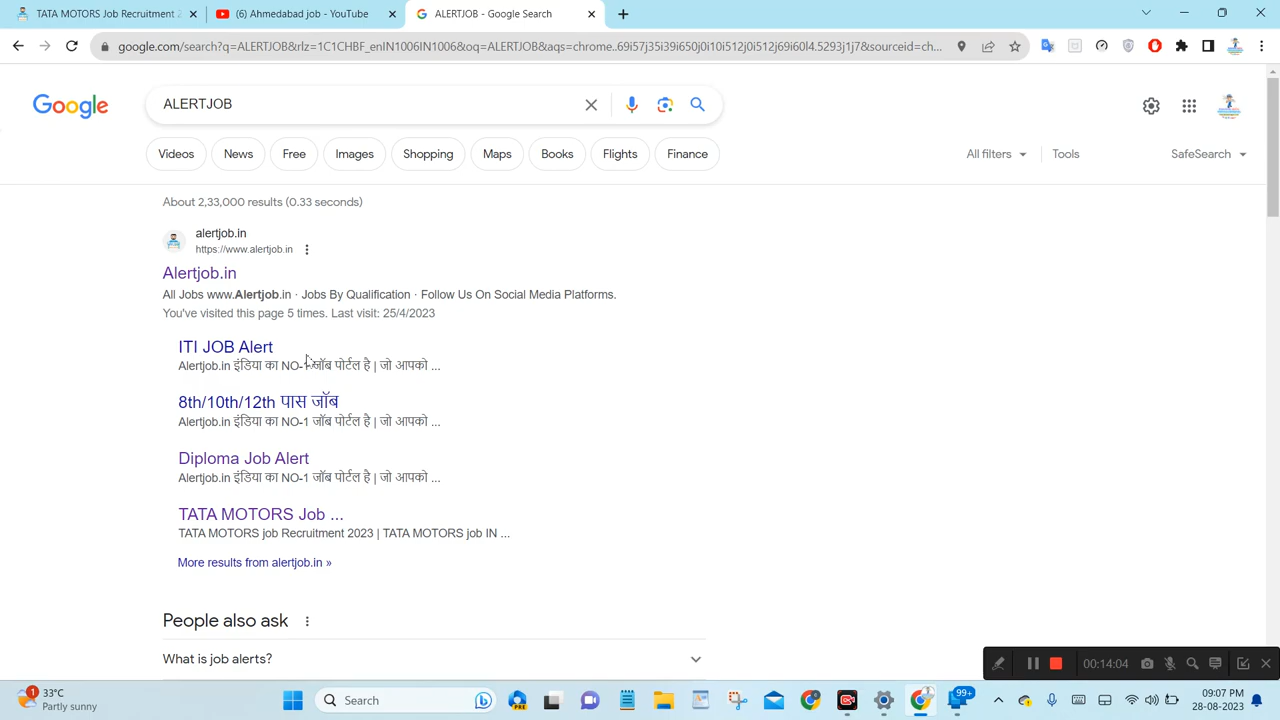 TATA MOTORS Job Recruitment 2
(6) Ahmedabad job - YouTube
ALERTJOB - Google Search
google.com/search?q=ALERTJOB&rlz=1C1CHBF_enIN1006IN1006&oq=ALERTJOB&aqs=chrome..69i57j35i39i650j0i10i512j0i512j69i60l4.5293j1j7&sourceid=ch...
Google
ALERTJOB
Videos
News
Free
Images
Shopping
Maps
Books
Flights
Finance
All filters
Tools
SafeSearch
About 2,33,000 results (0.33 seconds)
alertjob.in
https://www.alertjob.in
Alertjob.in
All Jobs www.Alertjob.in · Jobs By Qualification · Follow Us On Social Media Platforms.
You've visited this page 5 times. Last visit: 25/4/2023
ITI JOB Alert
Alertjob.in इंडिया का NO-1 जॉब पोर्टल है | जो आपको ...
8th/10th/12th पास जॉब
Alertjob.in इंडिया का NO-1 जॉब पोर्टल है | जो आपको ...
Diploma Job Alert
Alertjob.in इंडिया का NO-1 जॉब पोर्टल है | जो आपको ...
TATA MOTORS Job ...
TATA MOTORS job Recruitment 2023 | TATA MOTORS job IN ...
More results from alertjob.in »
People also ask
What is job alerts?
00:14:04
1
33°C
Partly sunny
Search
PRE
99+
09:07 PM
28-08-2023